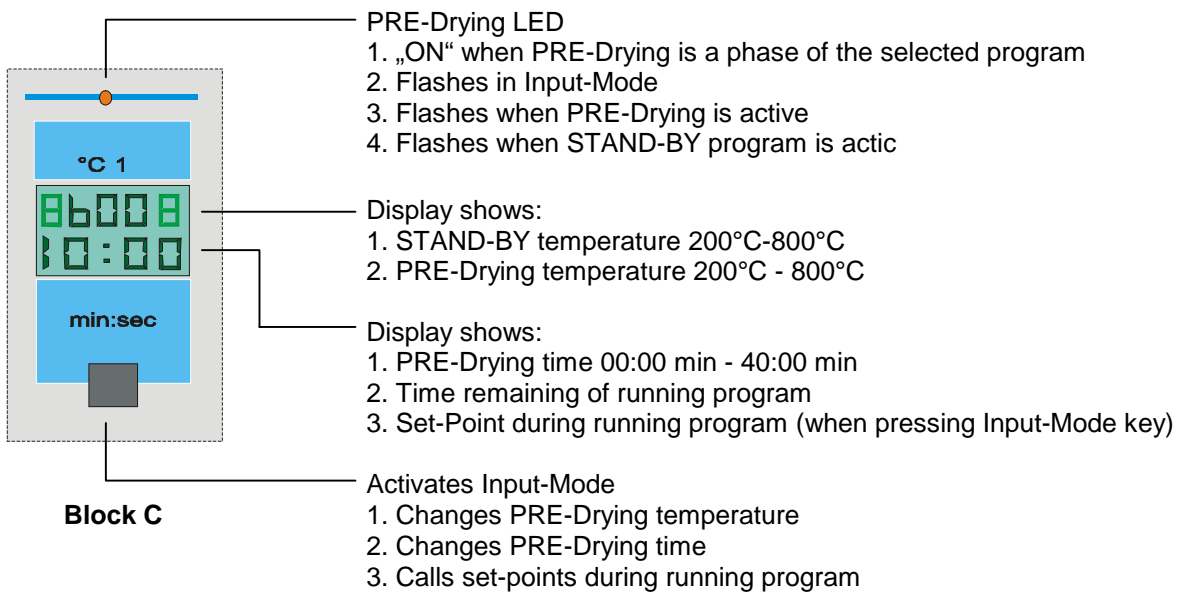 PRE-Drying LED
1. „ON“ when PRE-Drying is a phase of the selected program
2. Flashes in Input-Mode
3. Flashes when PRE-Drying is active
4. Flashes when STAND-BY program is actic
°C 1
8b008
10:00
min:sec
Display shows:
1. STAND-BY temperature 200°C-800°C
2. PRE-Drying temperature 200°C - 800°C
Display shows:
1. PRE-Drying time 00:00 min - 40:00 min
2. Time remaining of running program
3. Set-Point during running program (when pressing Input-Mode key)
Activates Input-Mode
1. Changes PRE-Drying temperature
2. Changes PRE-Drying time
3. Calls set-points during running program
Block C